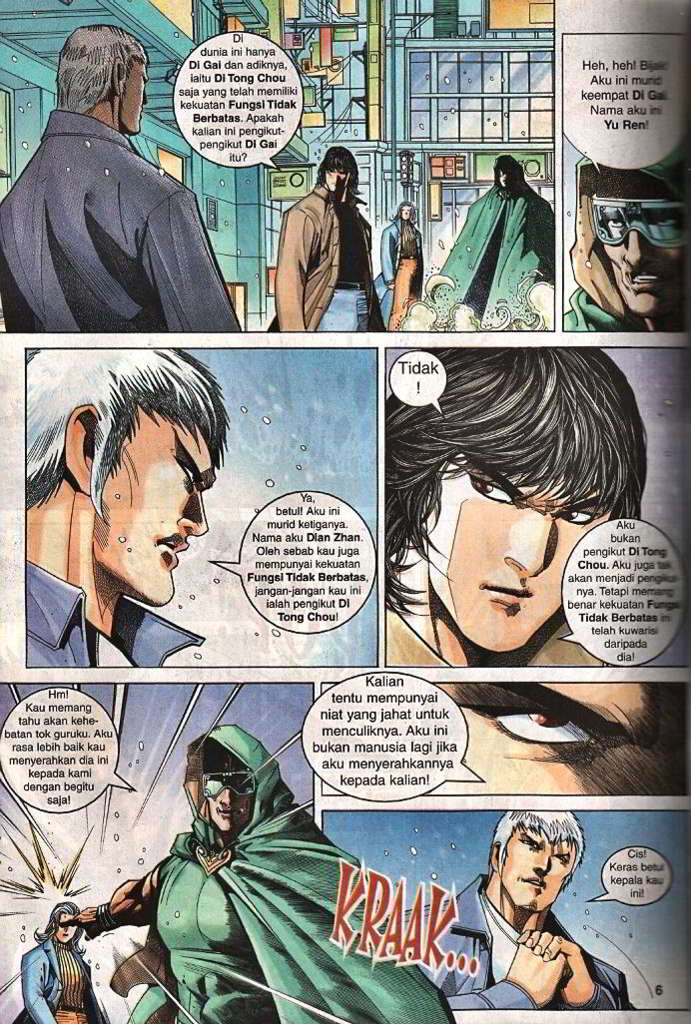 Di
dunia ini hanya
Di Gai dan adiknya,
iaitu Di Tong Chou
saja yang telah memiliki
kekuatan Fungsi Tidak
Berbatas. Apakah
kalian ini pengikut-
pengikut Di Gai
itu?
Heh, heh! Bijak
Aku ini murid
keempat Di Gai
Nama aku ini
Yu Ren!
Ya,
betul! Aku ini
murid ketiganya.
Nama aku Dian Zhan.
Oleh sebab kau juga
mempunyai kekuatan
Fungsi Tidak Berbatas,
jangan-jangan kau ini
ialah pengikut Di
Tong Chou!
Tidak
!
Aku
bukan
pengikut Di Tong
Chou. Aku juga tak
akan menjadi
nya. Tetapi memang
benar kekuatan
Tidak Berbatas
telah kuwarisi
daripada
dia!
Hm!
Kau memang
tahu akan kehe-
batan tok guruku. Aku
rasa lebih baik kau
menyerahkan dia ini
kepada kami
dengan begitu
saja!
Kalian
tentu mempunyai
niat yang jahat untuk
menculiknya. Aku ini
bukan manusia lagi jika
aku menyerahkannya
kepada kalian!
KRAAK...
Cis!
Keras betul
kepala kau
ini!
6